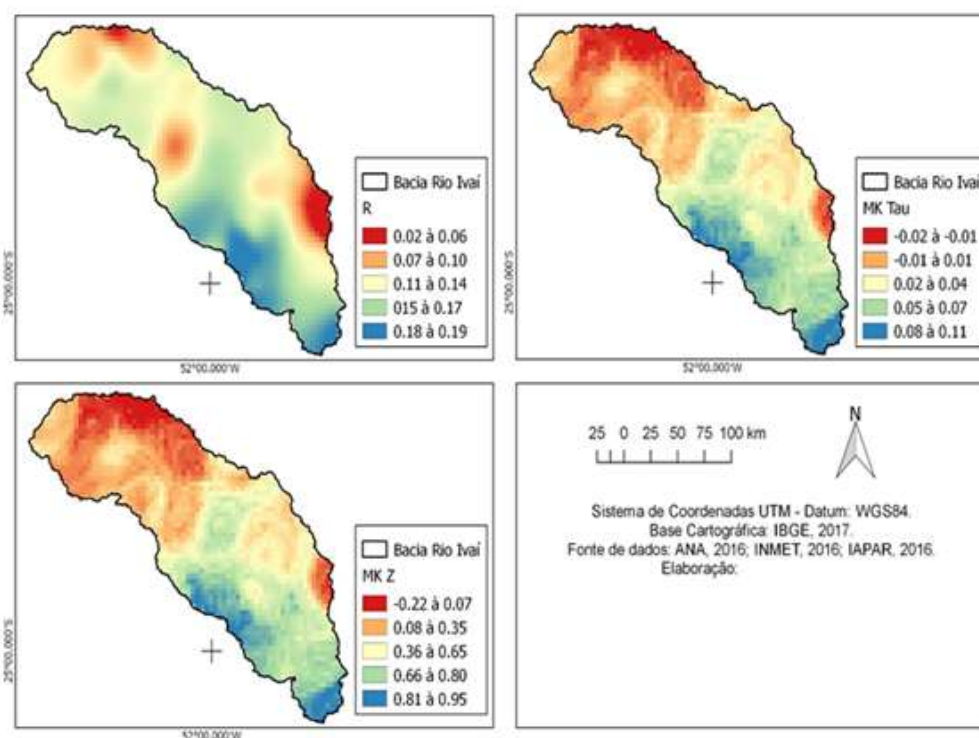 Bacia Rio Ivaí
R
0.02 à 0.06
0.07 à 0.10
0.11 à 0.14
015 à 0.17
0.18 à 0.19
25°00.000'S
52°00.000'W
Bacia Rio Ivaí
MK Tau
-0.02 à -0.01
-0.01 à 0.01
0.02 à 0.04
0.05 à 0.07
0.08 à 0.11
25°00.000'S
52°00.000'W
Bacia Rio Ivaí
MK Z
-0.22 à 0.07
0.08 à 0.35
0.36 à 0.65
0.66 à 0.80
0.81 à 0.95
25°00.000'S
52°00.000'W
25 0 25 50 75 100 km
N
Sistema de Coordenadas UTM - Datum: WGS84.
Base Cartográfica: IBGE, 2017.
Fonte de dados: ANA, 2016; INMET, 2016; IAPAR, 2016.
Elaboração: